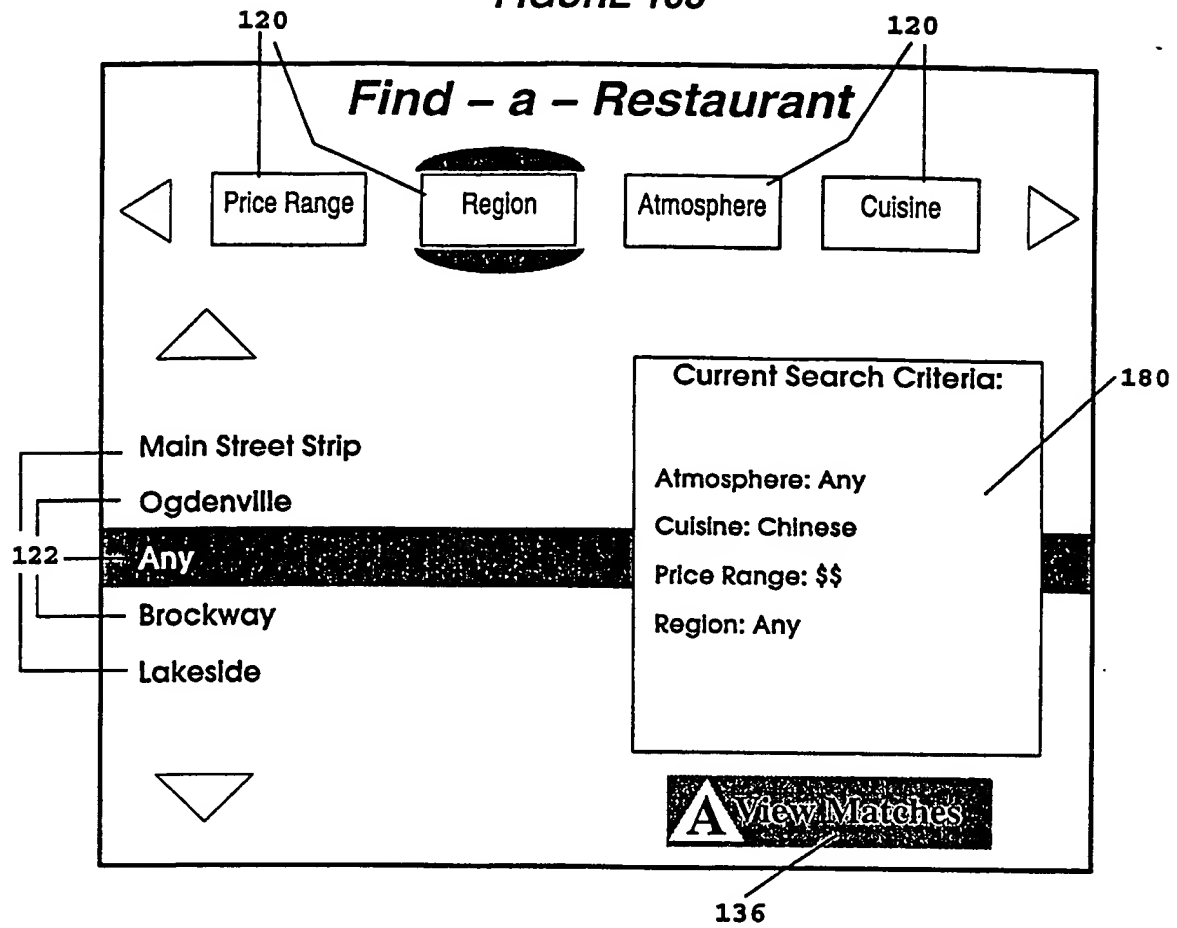 120 120
Find – a – Restaurant
Price Range Region Atmosphere Cuisine
Current Search Criteria:
180
Main Street Strip
Atmosphere: Any
Ogdenville
Cuisine: Chinese
122
Any
Price Range: $$
Brockway
Region: Any
Lakeside
A View Matches
136